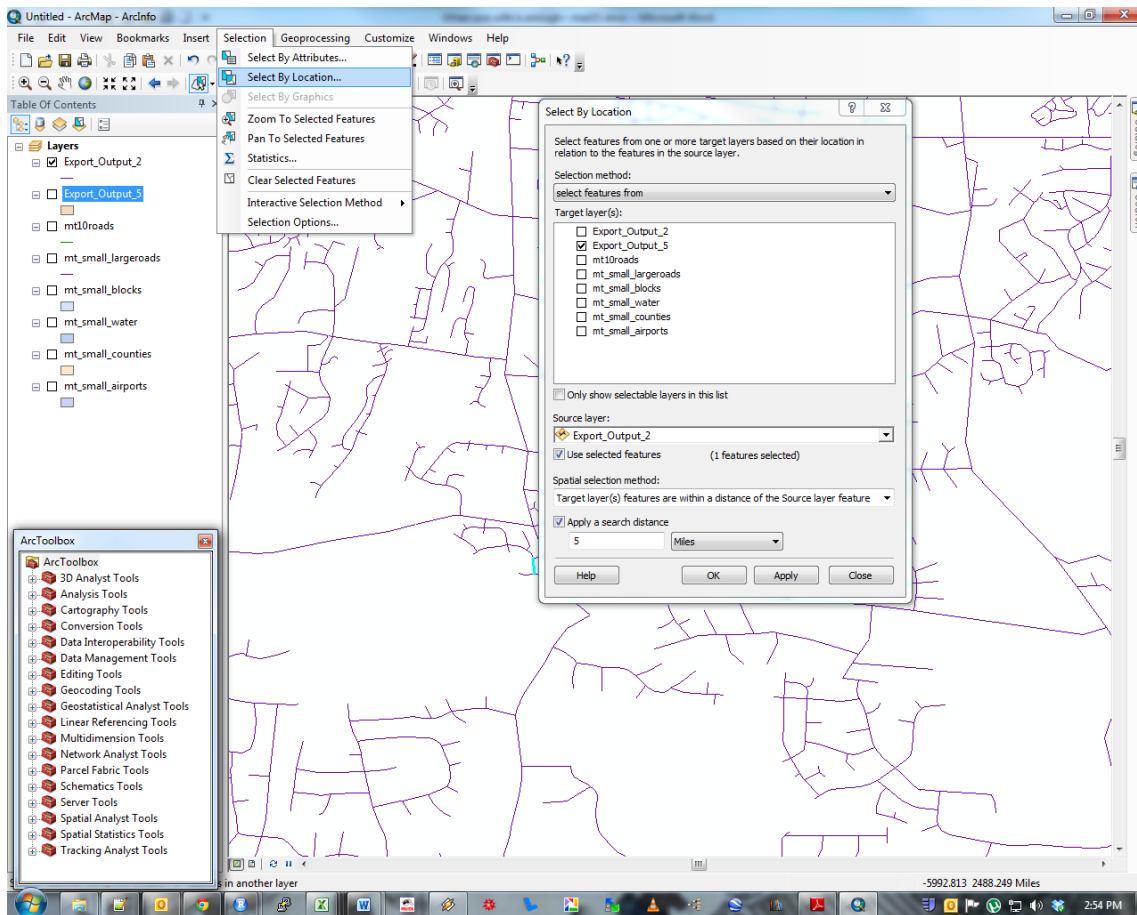 Untitled - ArcMap - ArcInfo
File Edit View Bookmarks Insert Selection Geoprocessing Customize Windows Help
Select By Attributes...
Select By Location...
Select By Graphics
Zoom To Selected Features
Pan To Selected Features
Statistics...
Clear Selected Features
Interactive Selection Method
Selection Options...
Table Of Contents
Layers
Export_Output_2
Export_Output_5
mt10roads
mt_small_largeroads
mt_small_blocks
mt_small_water
mt_small_counties
mt_small_airports
Select By Location
Select features from one or more target layers based on their location in
relation to the features in the source layer.
Selection method:
select features from
Target layer(s):
Export_Output_2
Export_Output_5
mt10roads
mt_small_largeroads
mt_small_blocks
mt_small_water
mt_small_counties
mt_small_airports
Only show selectable layers in this list
Source layer:
Export_Output_2
Use selected features (1 features selected)
Spatial selection method:
Target layer(s) features are within a distance of the Source layer feature
Apply a search distance
5 Miles
Help OK Apply Close
ArcToolbox
ArcToolbox
3D Analyst Tools
Analysis Tools
Cartography Tools
Conversion Tools
Data Interoperability Tools
Data Management Tools
Editing Tools
Geocoding Tools
Geostatistical Analyst Tools
Linear Referencing Tools
Multidimension Tools
Network Analyst Tools
Parcel Fabric Tools
Schematics Tools
Server Tools
Spatial Analyst Tools
Spatial Statistics Tools
Tracking Analyst Tools
in another layer
-5992.813 2488.249 Miles
2:54 PM